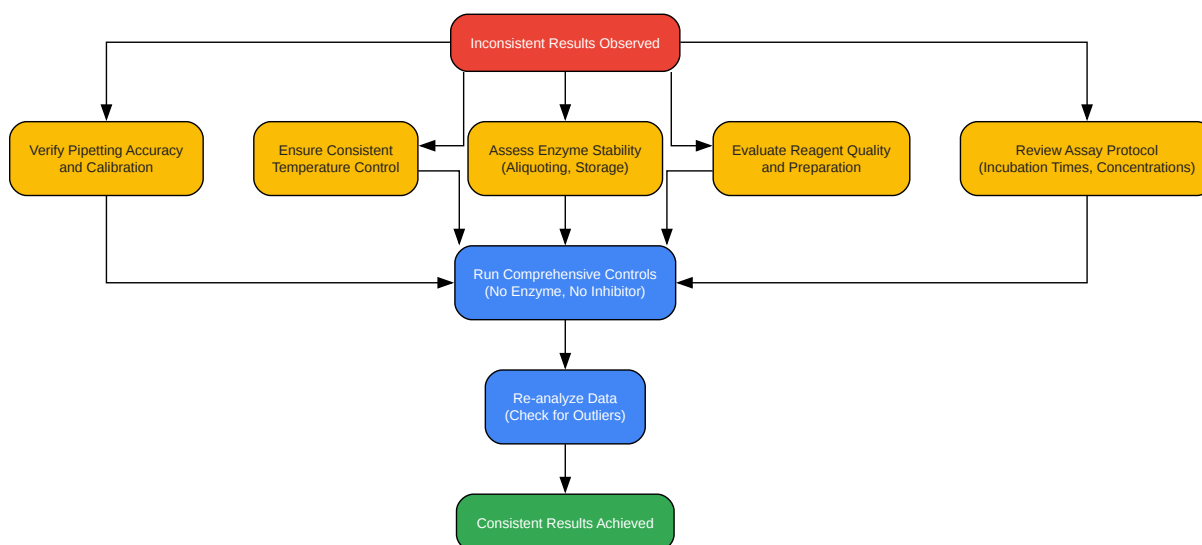 Inconsistent Results Observed
Verify Pipetting Accuracy
and Calibration
Ensure Consistent
Temperature Control
Assess Enzyme Stability
(Aliquoting, Storage)
Evaluate Reagent Quality
and Preparation
Review Assay Protocol
(Incubation Times, Concentrations)
Run Comprehensive Controls
(No Enzyme, No Inhibitor)
Re-analyze Data
(Check for Outliers)
Consistent Results Achieved